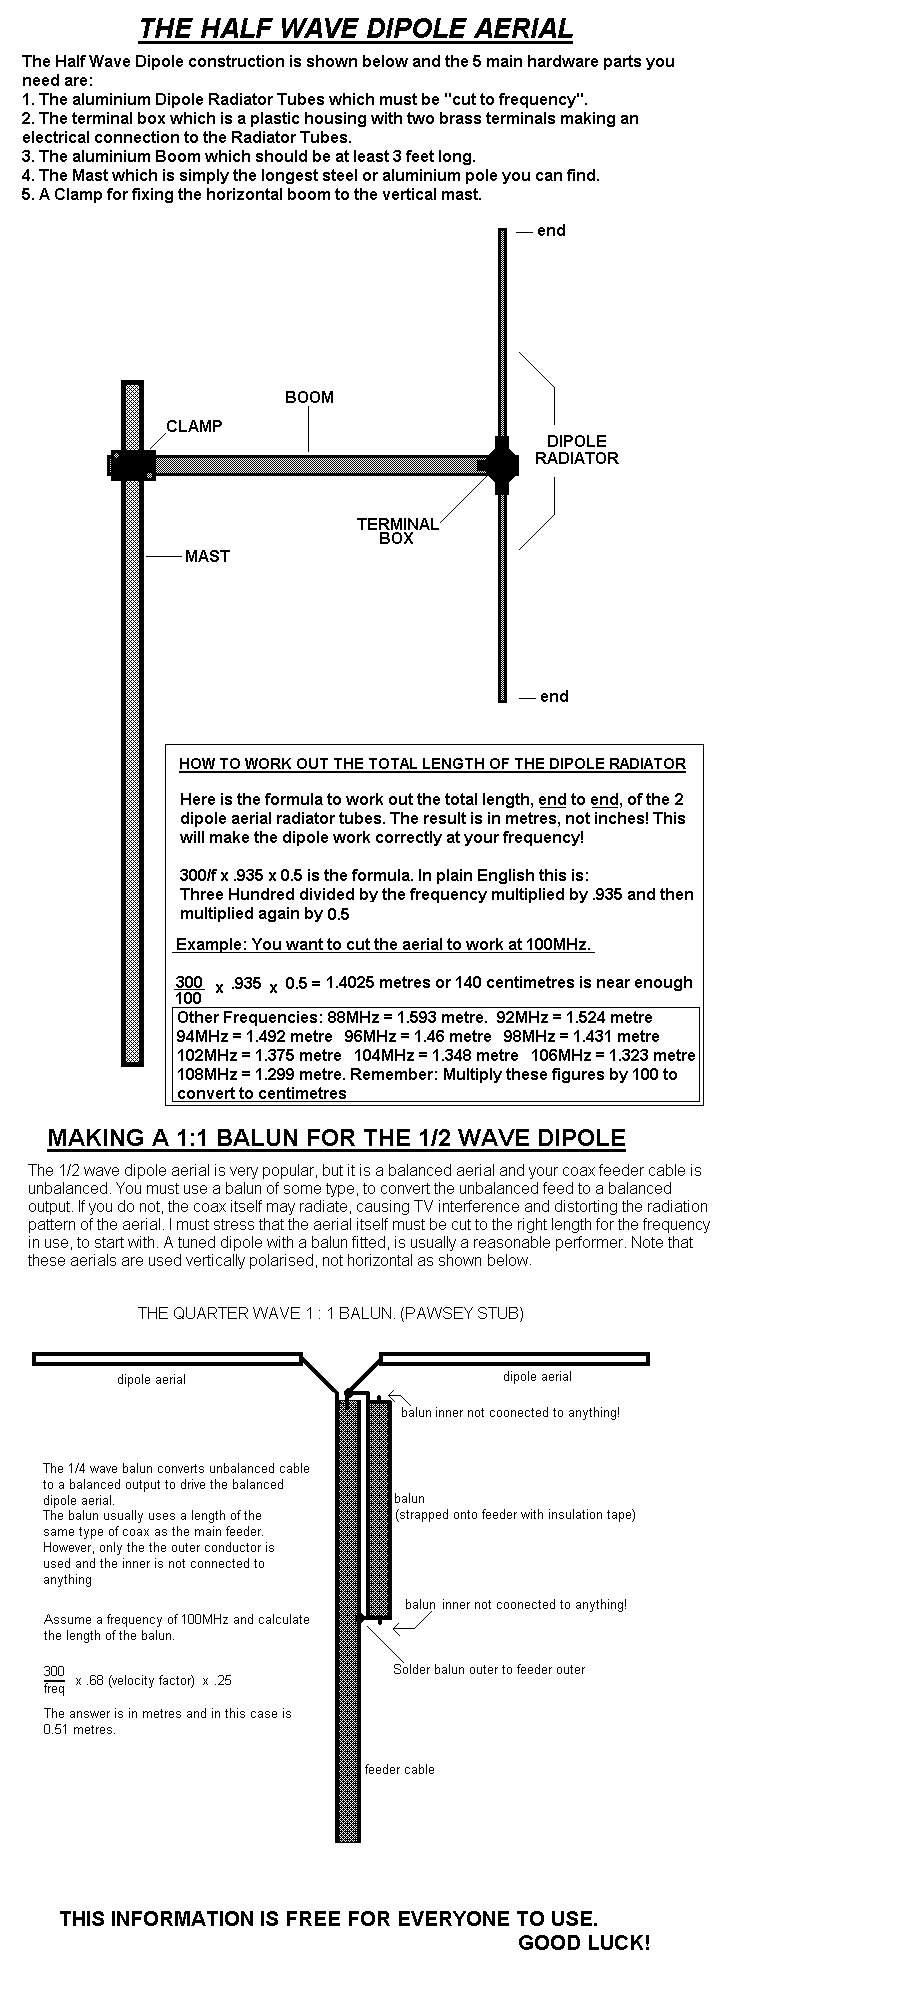 THE HALF WAVE DIPOLE AERIAL
The Half Wave Dipole construction is shown below and the 5 main hardware parts you
need are:
1. The aluminium Dipole Radiator Tubes which must be "cut to frequency".
2. The terminal box which is a plastic housing with two brass terminals making an
electrical connection to the Radiator Tubes.
3. The aluminium Boom which should be at least 3 feet long.
4. The Mast which is simply the longest steel or aluminium pole you can find.
5. A Clamp for fixing the horizontal boom to the vertical mast.
end
BOOM
CLAMP
DIPOLE
RADIATOR
TERMINAL
BOX
MAST
end
HOW TO WORK OUT THE TOTAL LENGTH OF THE DIPOLE RADIATOR
Here is the formula to work out the total length, end to end, of the 2
dipole aerial radiator tubes. The result is in metres, not inches! This
will make the dipole work correctly at your frequency!
300/f x .935 x 0.5 is the formula. In plain English this is:
Three Hundred divided by the frequency multiplied by .935 and then
multiplied again by 0.5
Example: You want to cut the aerial to work at 100MHz.
300
100 x .935 x 0.5 = 1.4025 metres or 140 centimetres is near enough
Other Frequencies: 88MHz = 1.593 metre. 92MHz = 1.524 metre
94MHz = 1.492 metre 96MHz = 1.46 metre 98MHz = 1.431 metre
102MHz = 1.375 metre 104MHz = 1.348 metre 106MHz = 1.323 metre
108MHz = 1.299 metre. Remember: Multiply these figures by 100 to
convert to centimetres
MAKING A 1:1 BALUN FOR THE 1/2 WAVE DIPOLE
The 1/2 wave dipole aerial is very popular, but it is a balanced aerial and your coax feeder cable is
unbalanced. You must use a balun of some type, to convert the unbalanced feed to a balanced
output. If you do not, the coax itself may radiate, causing TV interference and distorting the radiation
pattern of the aerial. I must stress that the aerial itself must be cut to the right length for the frequency
in use, to start with. A tuned dipole with a balun fitted, is usually a reasonable performer. Note that
these aerials are used vertically polarised, not horizontal as shown below.
THE QUARTER WAVE 1 : 1 BALUN. (PAWSEY STUB)
dipole aerial
dipole aerial
balun inner not coonected to anything!
The 1/4 wave balun converts unbalanced cable
to a balanced output to drive the balanced
dipole aerial.
The balun usually uses a length of the
same type of coax as the main feeder.
However, only the the outer conductor is
used and the inner is not connected to
anything
balun
(strapped onto feeder with insulation tape)
balun inner not coonected to anything!
Assume a frequency of 100MHz and calculate
the length of the balun.
Solder balun outer to feeder outer
300
freq x .68 (velocity factor) x .25
The answer is in metres and in this case is
0.51 metres.
feeder cable
THIS INFORMATION IS FREE FOR EVERYONE TO USE.
GOOD LUCK!